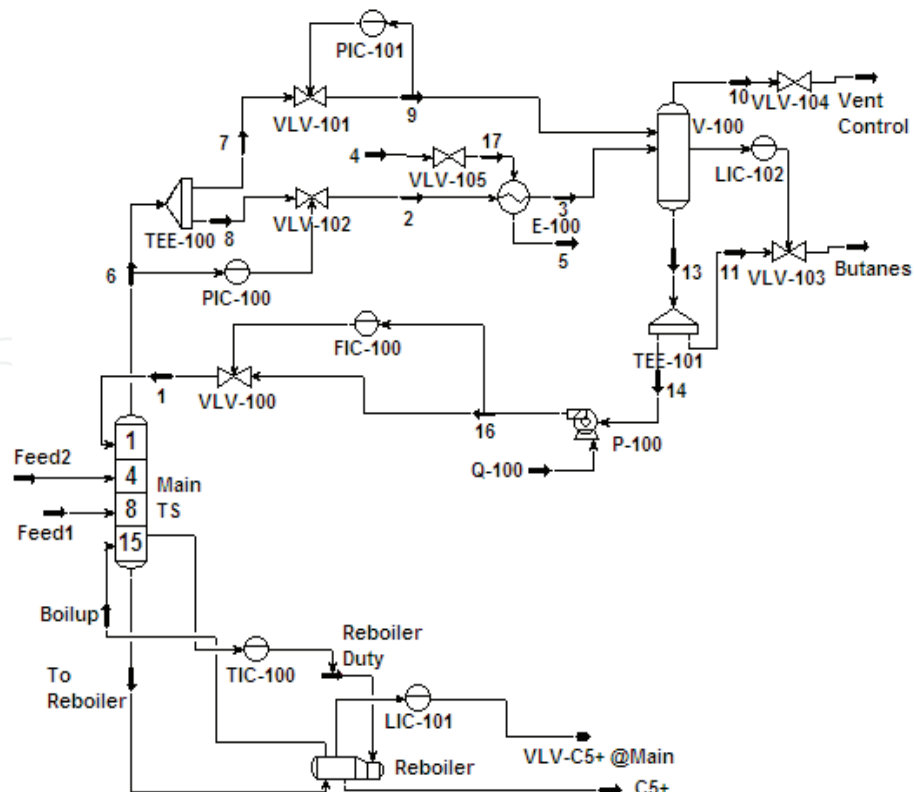 PIC-101
VLV-101
9
7
10
VLV-104
Vent
Control
V-100
4
17
VLV-105
LIC-102
TEE-100
8
VLV-102
2
E-100
3
5
6
PIC-100
13
11
VLV-103
Butanes
FIC-100
TEE-101
1
VLV-100
14
16
P-100
Q-100
1
Feed2
4
Main
TS
8
Feed1
15
Boilup
Reboiler
Duty
To
Reboiler
TIC-100
LIC-101
VLV-C5+ @Main
Reboiler
C5+